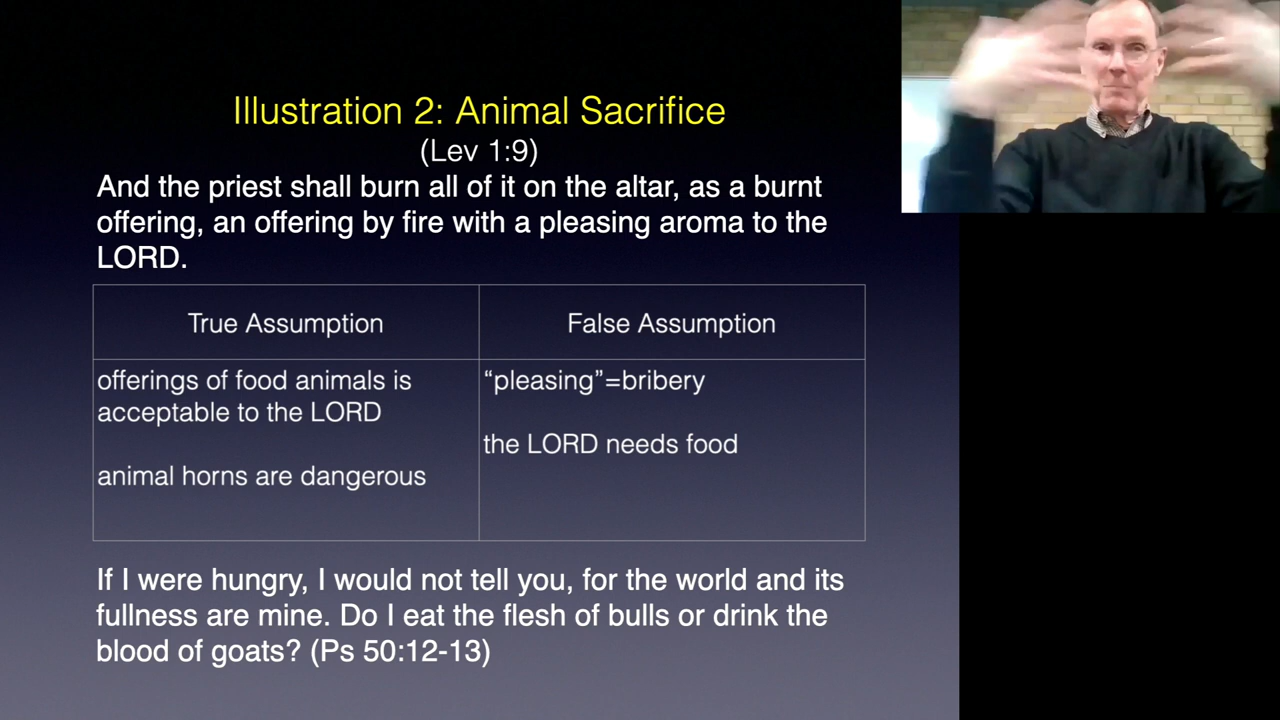 Illustration 2: Animal Sacrifice
(Lev 1:9)
And the priest shall burn all of it on the altar, as a burnt
offering, an offering by fire with a pleasing aroma to the
LORD.
True Assumption
False Assumption
offerings of food animals is
acceptable to the LORD
animal horns are dangerous
“pleasing”=bribery
the LORD needs food
If I were hungry, I would not tell you, for the world and its
fullness are mine. Do I eat the flesh of bulls or drink the
blood of goats? (Ps 50:12-13)